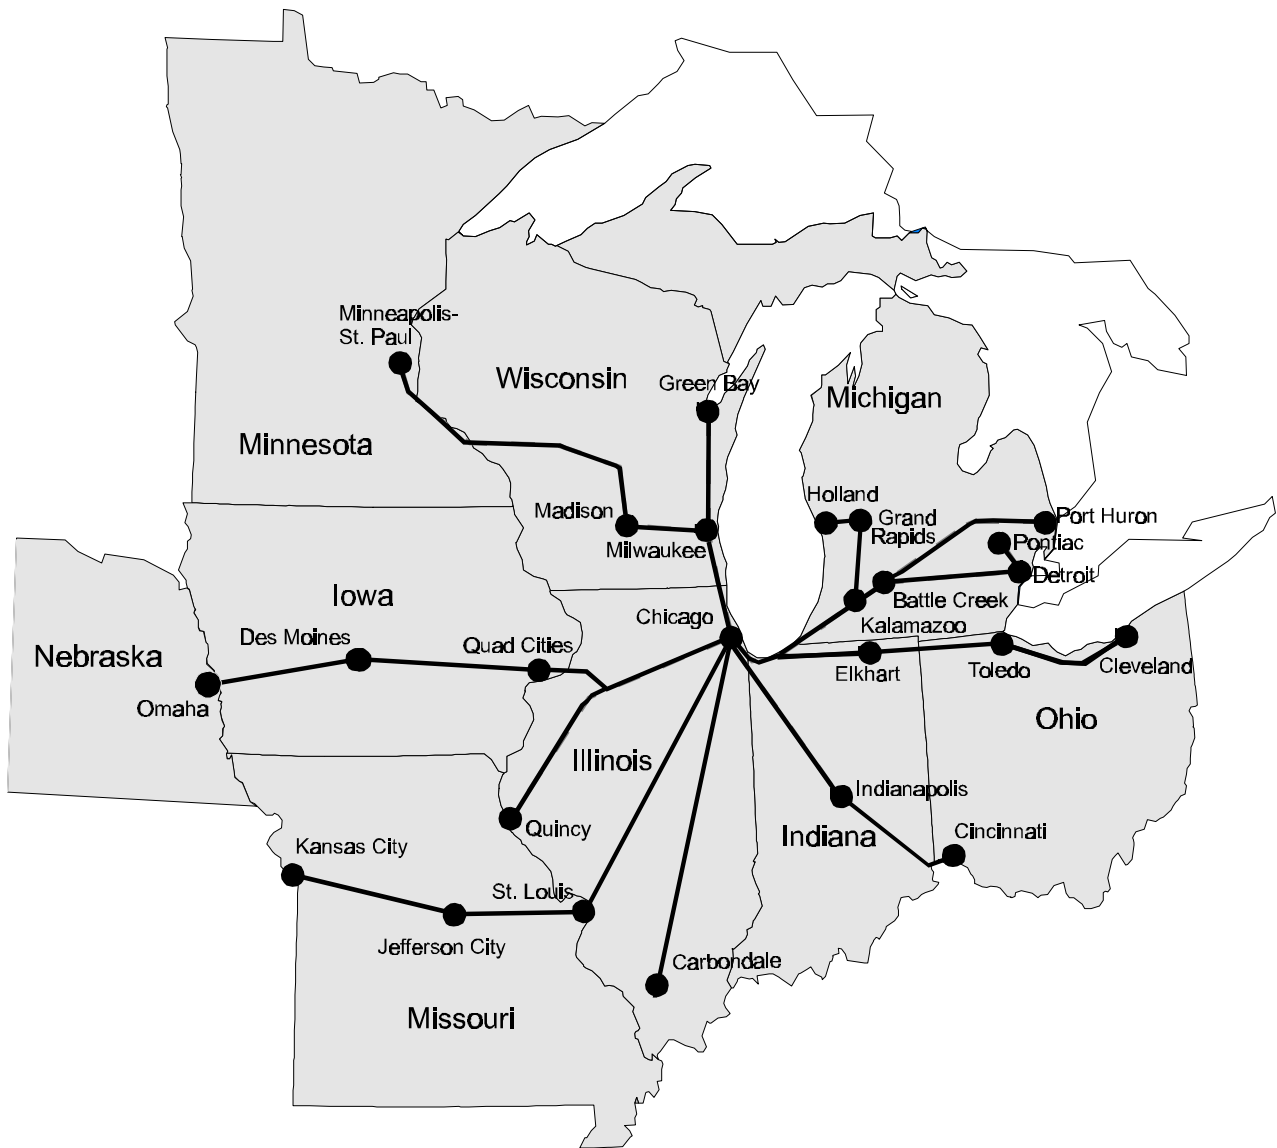 Minneapolis-
St. Paul
Wisconsin
Green Bay
Michigan
Minnesota
Holland
Grand
Rapids
Port Huron
Madison
Milwaukee
Pontiac
Detroit
Iowa
Battle Creek
Chicago
Kalamazoo
Des Moines
Quad Cities
Nebraska
Elkhart
Toledo
Cleveland
Omaha
Ohio
Illinois
Indianapolis
Quincy
Indiana
Cincinnati
Kansas City
St. Louis
Jefferson City
Carbondale
Missouri